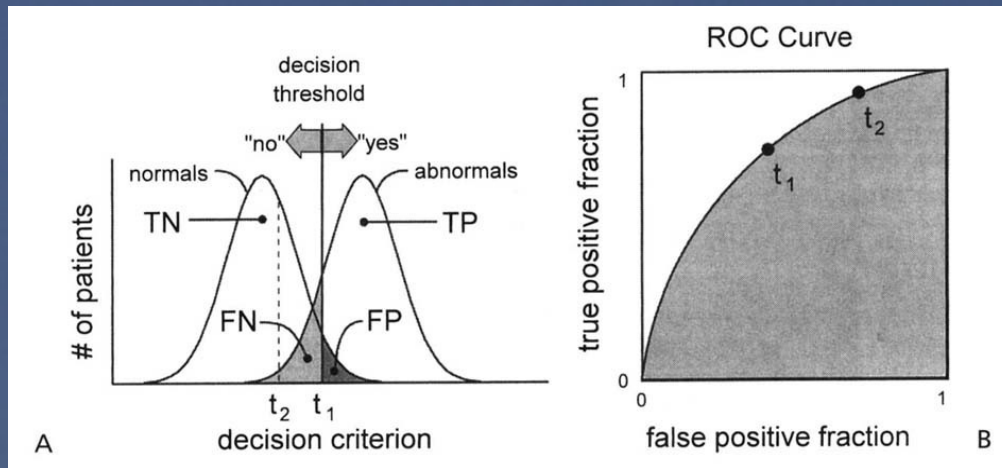 decision
threshold
"no" "yes"
normals abnormals
TN TP
FN FP
# of patients
t2 t1
decision criterion
A
ROC Curve
1
t2
t1
true positive fraction
0
0 1
false positive fraction
B